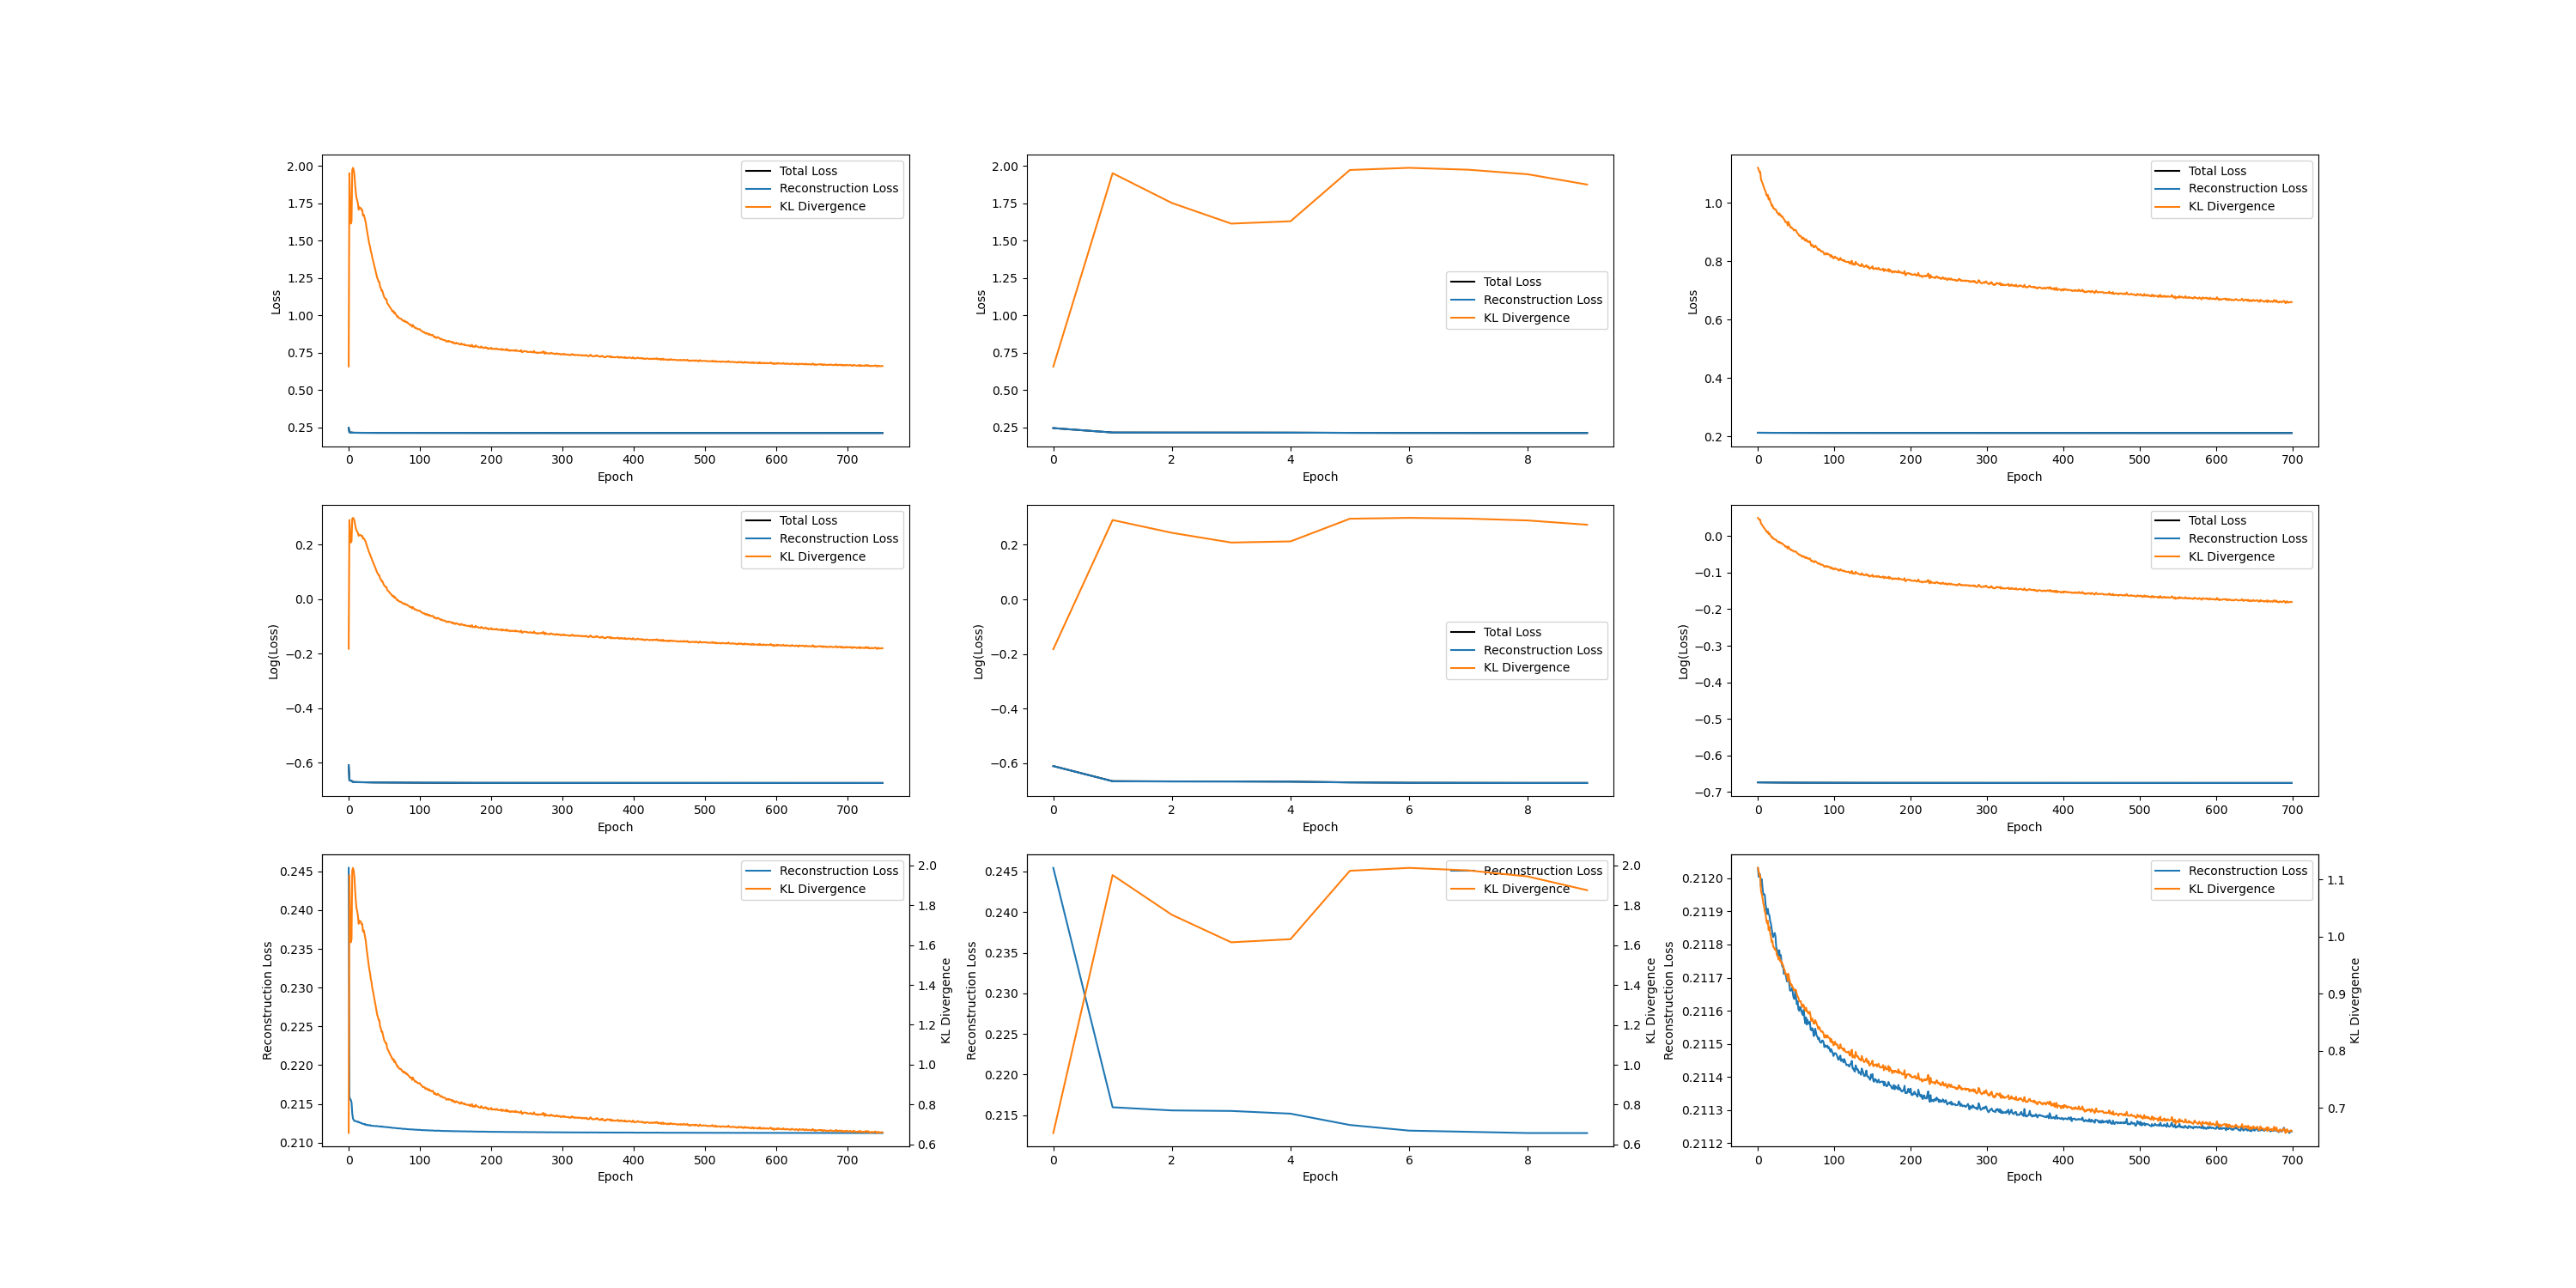 Loss
2.00
1.75
1.50
1.25
1.00
0.75
0.50
0.25
0 100 200 300 400 500 600 700
Epoch
Total Loss
Reconstruction Loss
KL Divergence
Loss
2.00
1.75
1.50
1.25
1.00
0.75
0.50
0.25
0 2 4 6 8
Epoch
Total Loss
Reconstruction Loss
KL Divergence
Loss
1.0
0.8
0.6
0.4
0.2
0 100 200 300 400 500 600 700
Epoch
Total Loss
Reconstruction Loss
KL Divergence
Log(Loss)
0.2
0.0
−0.2
−0.4
−0.6
0 100 200 300 400 500 600 700
Epoch
Total Loss
Reconstruction Loss
KL Divergence
Log(Loss)
0.2
0.0
−0.2
−0.4
−0.6
0 2 4 6 8
Epoch
Total Loss
Reconstruction Loss
KL Divergence
Log(Loss)
0.0
−0.1
−0.2
−0.3
−0.4
−0.5
−0.6
−0.7
0 100 200 300 400 500 600 700
Epoch
Total Loss
Reconstruction Loss
KL Divergence
Reconstruction Loss
0.245
0.240
0.235
0.230
0.225
0.220
0.215
0.210
0 100 200 300 400 500 600 700
Epoch
Reconstruction Loss
KL Divergence
2.0
1.8
1.6
1.4
1.2
1.0
0.8
0.6
KL Divergence
Reconstruction Loss
0.245
0.240
0.235
0.230
0.225
0.220
0.215
0 2 4 6 8
Epoch
Reconstruction Loss
KL Divergence
2.0
1.8
1.6
1.4
1.2
1.0
0.8
0.6
KL Divergence
Reconstruction Loss
0.2120
0.2119
0.2118
0.2117
0.2116
0.2115
0.2114
0.2113
0.2112
0 100 200 300 400 500 600 700
Epoch
Reconstruction Loss
KL Divergence
1.1
1.0
0.9
0.8
0.7
KL Divergence